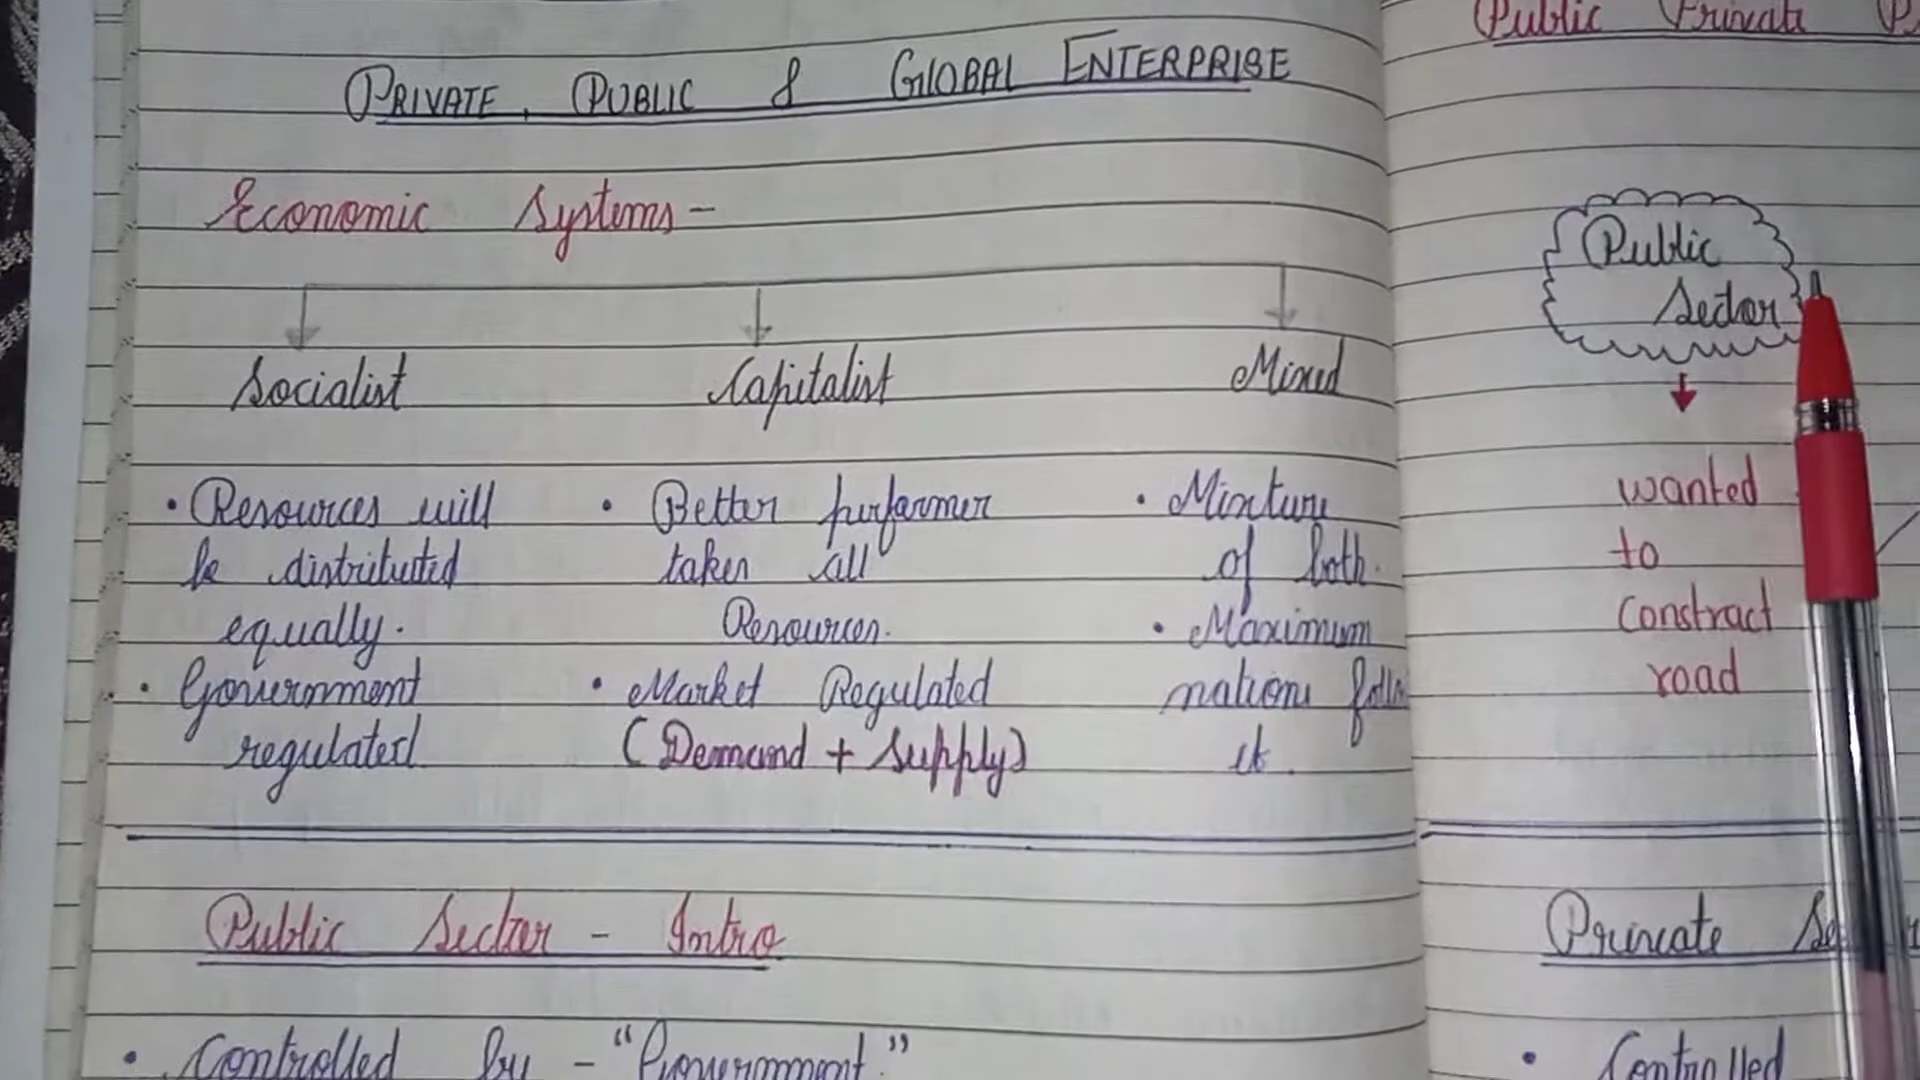 PRIVATE, PUBLIC & GLOBAL ENTERPRISE
Economic Systems -
Socialist Capitalist Mixed
• Resources will
be distributed
equally.
• Government
regulated.
• Better performer
takes all
Resources.
• Market Regulated
(Demand + Supply)
• Mixture
of both.
• Maximum
nations follow
it.
Public Sector - Intro
• Controlled by - "Government."
Public Private
Public
Sector
wanted
to
constract
road
Private
• Controlled